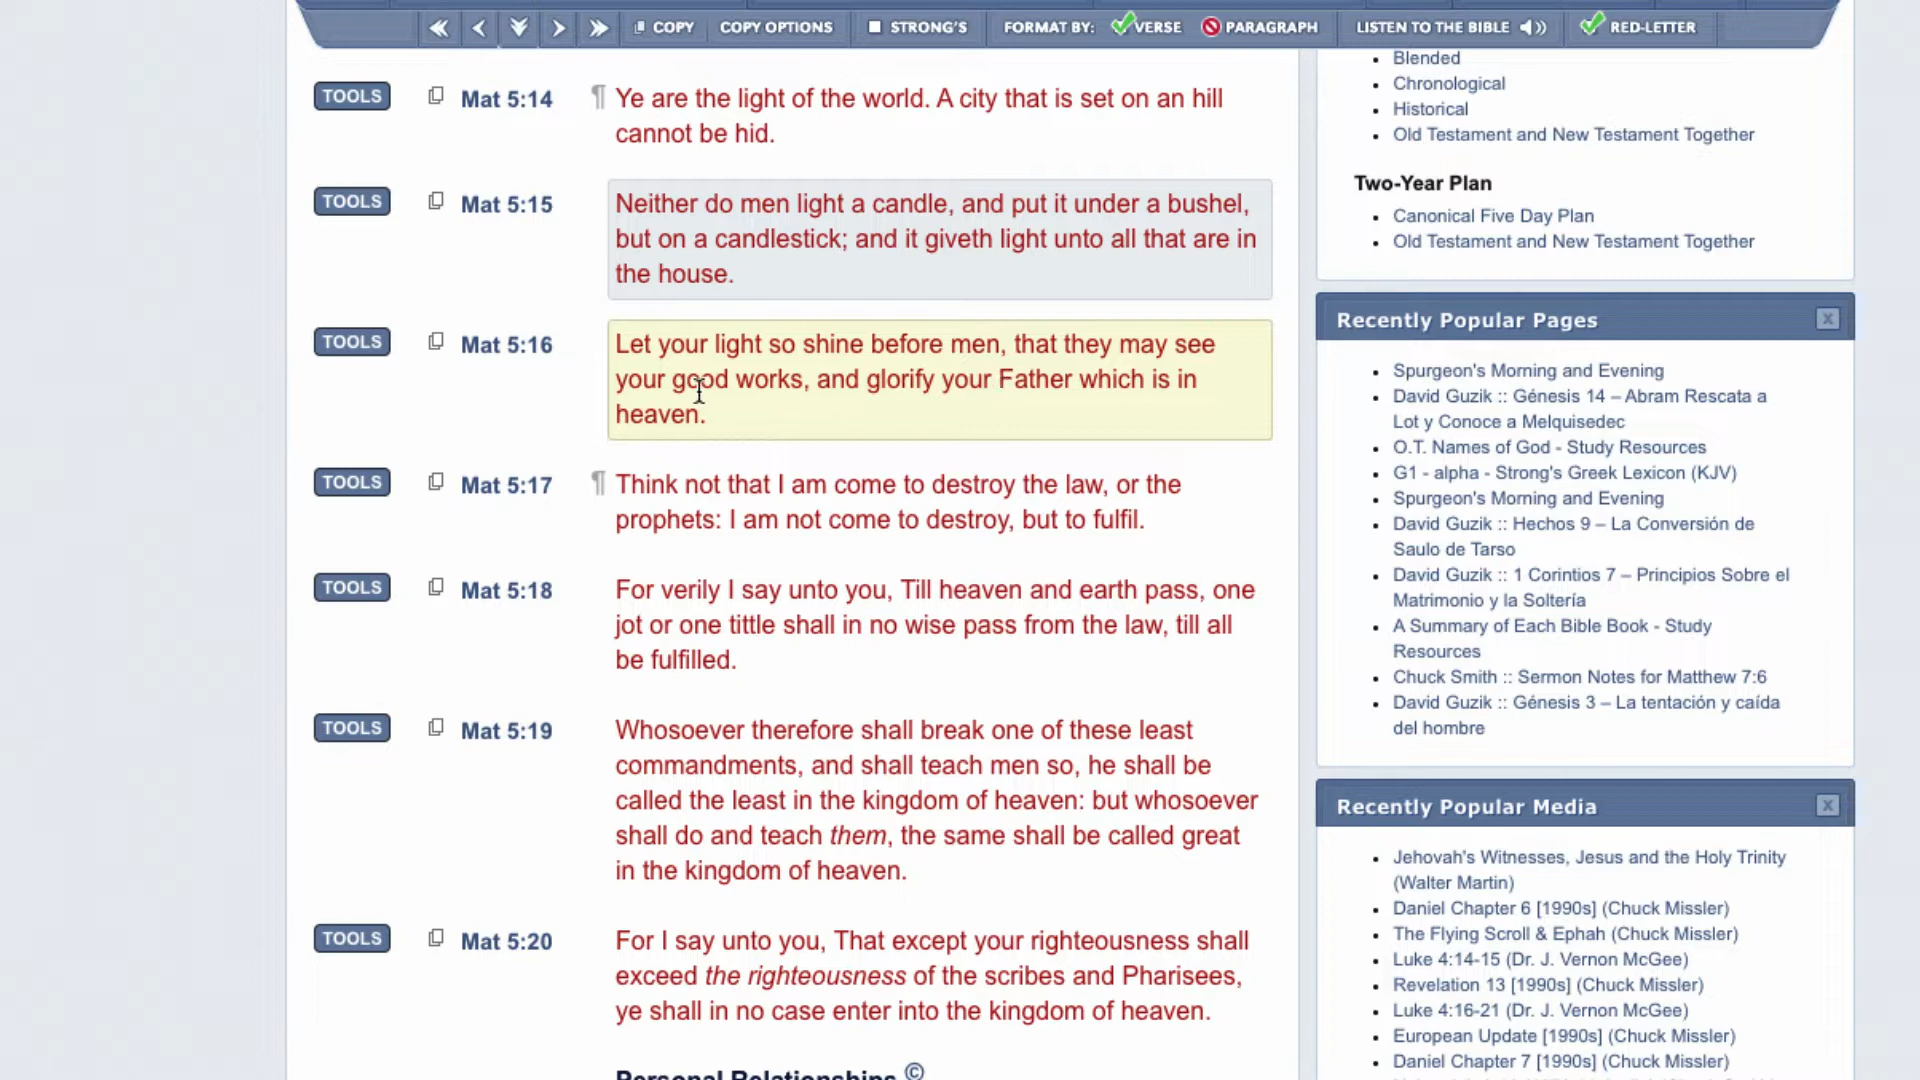 COPY COPY OPTIONS STRONG'S FORMAT BY: VERSE PARAGRAPH LISTEN TO THE BIBLE RED-LETTER
TOOLS Mat 5:14 ¶ Ye are the light of the world. A city that is set on an hill
cannot be hid.
TOOLS Mat 5:15 Neither do men light a candle, and put it under a bushel,
but on a candlestick; and it giveth light unto all that are in
the house.
TOOLS Mat 5:16 Let your light so shine before men, that they may see
your good works, and glorify your Father which is in
heaven.
TOOLS Mat 5:17 ¶ Think not that I am come to destroy the law, or the
prophets: I am not come to destroy, but to fulfil.
TOOLS Mat 5:18 For verily I say unto you, Till heaven and earth pass, one
jot or one tittle shall in no wise pass from the law, till all
be fulfilled.
TOOLS Mat 5:19 Whosoever therefore shall break one of these least
commandments, and shall teach men so, he shall be
called the least in the kingdom of heaven: but whosoever
shall do and teach them, the same shall be called great
in the kingdom of heaven.
TOOLS Mat 5:20 For I say unto you, That except your righteousness shall
exceed the righteousness of the scribes and Pharisees,
ye shall in no case enter into the kingdom of heaven.
Personal Relationships ©
Blended
Chronological
Historical
Old Testament and New Testament Together
Two-Year Plan
Canonical Five Day Plan
Old Testament and New Testament Together
Recently Popular Pages x
Spurgeon's Morning and Evening
David Guzik :: Génesis 14 – Abram Rescata a
Lot y Conoce a Melquisedec
O.T. Names of God - Study Resources
G1 - alpha - Strong's Greek Lexicon (KJV)
Spurgeon's Morning and Evening
David Guzik :: Hechos 9 – La Conversión de
Saulo de Tarso
David Guzik :: 1 Corintios 7 – Principios Sobre el
Matrimonio y la Soltería
A Summary of Each Bible Book - Study
Resources
Chuck Smith :: Sermon Notes for Matthew 7:6
David Guzik :: Génesis 3 – La tentación y caída
del hombre
Recently Popular Media x
Jehovah's Witnesses, Jesus and the Holy Trinity
(Walter Martin)
Daniel Chapter 6 [1990s] (Chuck Missler)
The Flying Scroll & Ephah (Chuck Missler)
Luke 4:14-15 (Dr. J. Vernon McGee)
Revelation 13 [1990s] (Chuck Missler)
Luke 4:16-21 (Dr. J. Vernon McGee)
European Update [1990s] (Chuck Missler)
Daniel Chapter 7 [1990s] (Chuck Missler)